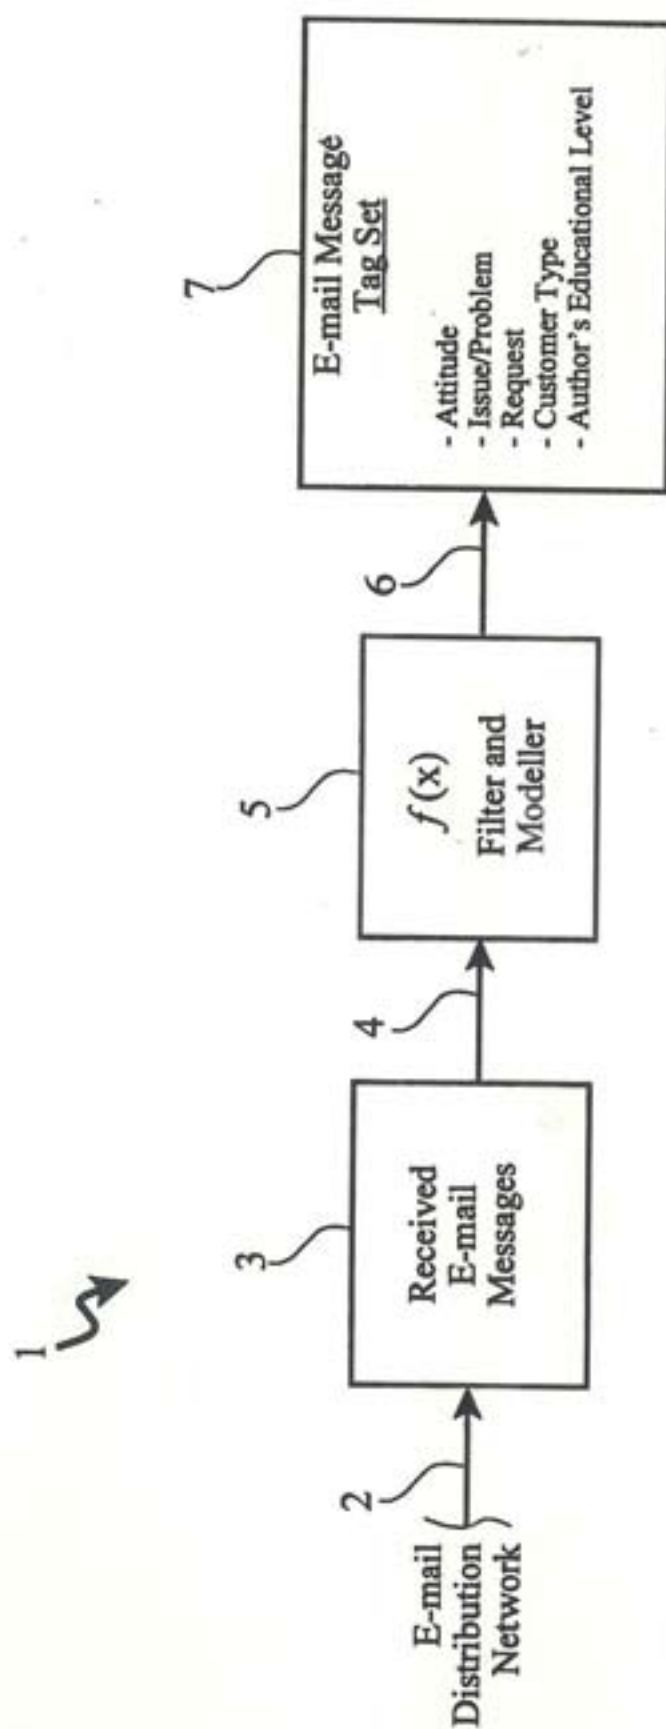 1
E-mail
Distribution
Network
2
3
Received
E-mail
Messages
4
5
f(x)
Filter and
Modeller
6
7
E-mail Message
Tag Set
- Attitude
- Issue/Problem
- Request
- Customer Type
- Author's Educational Level